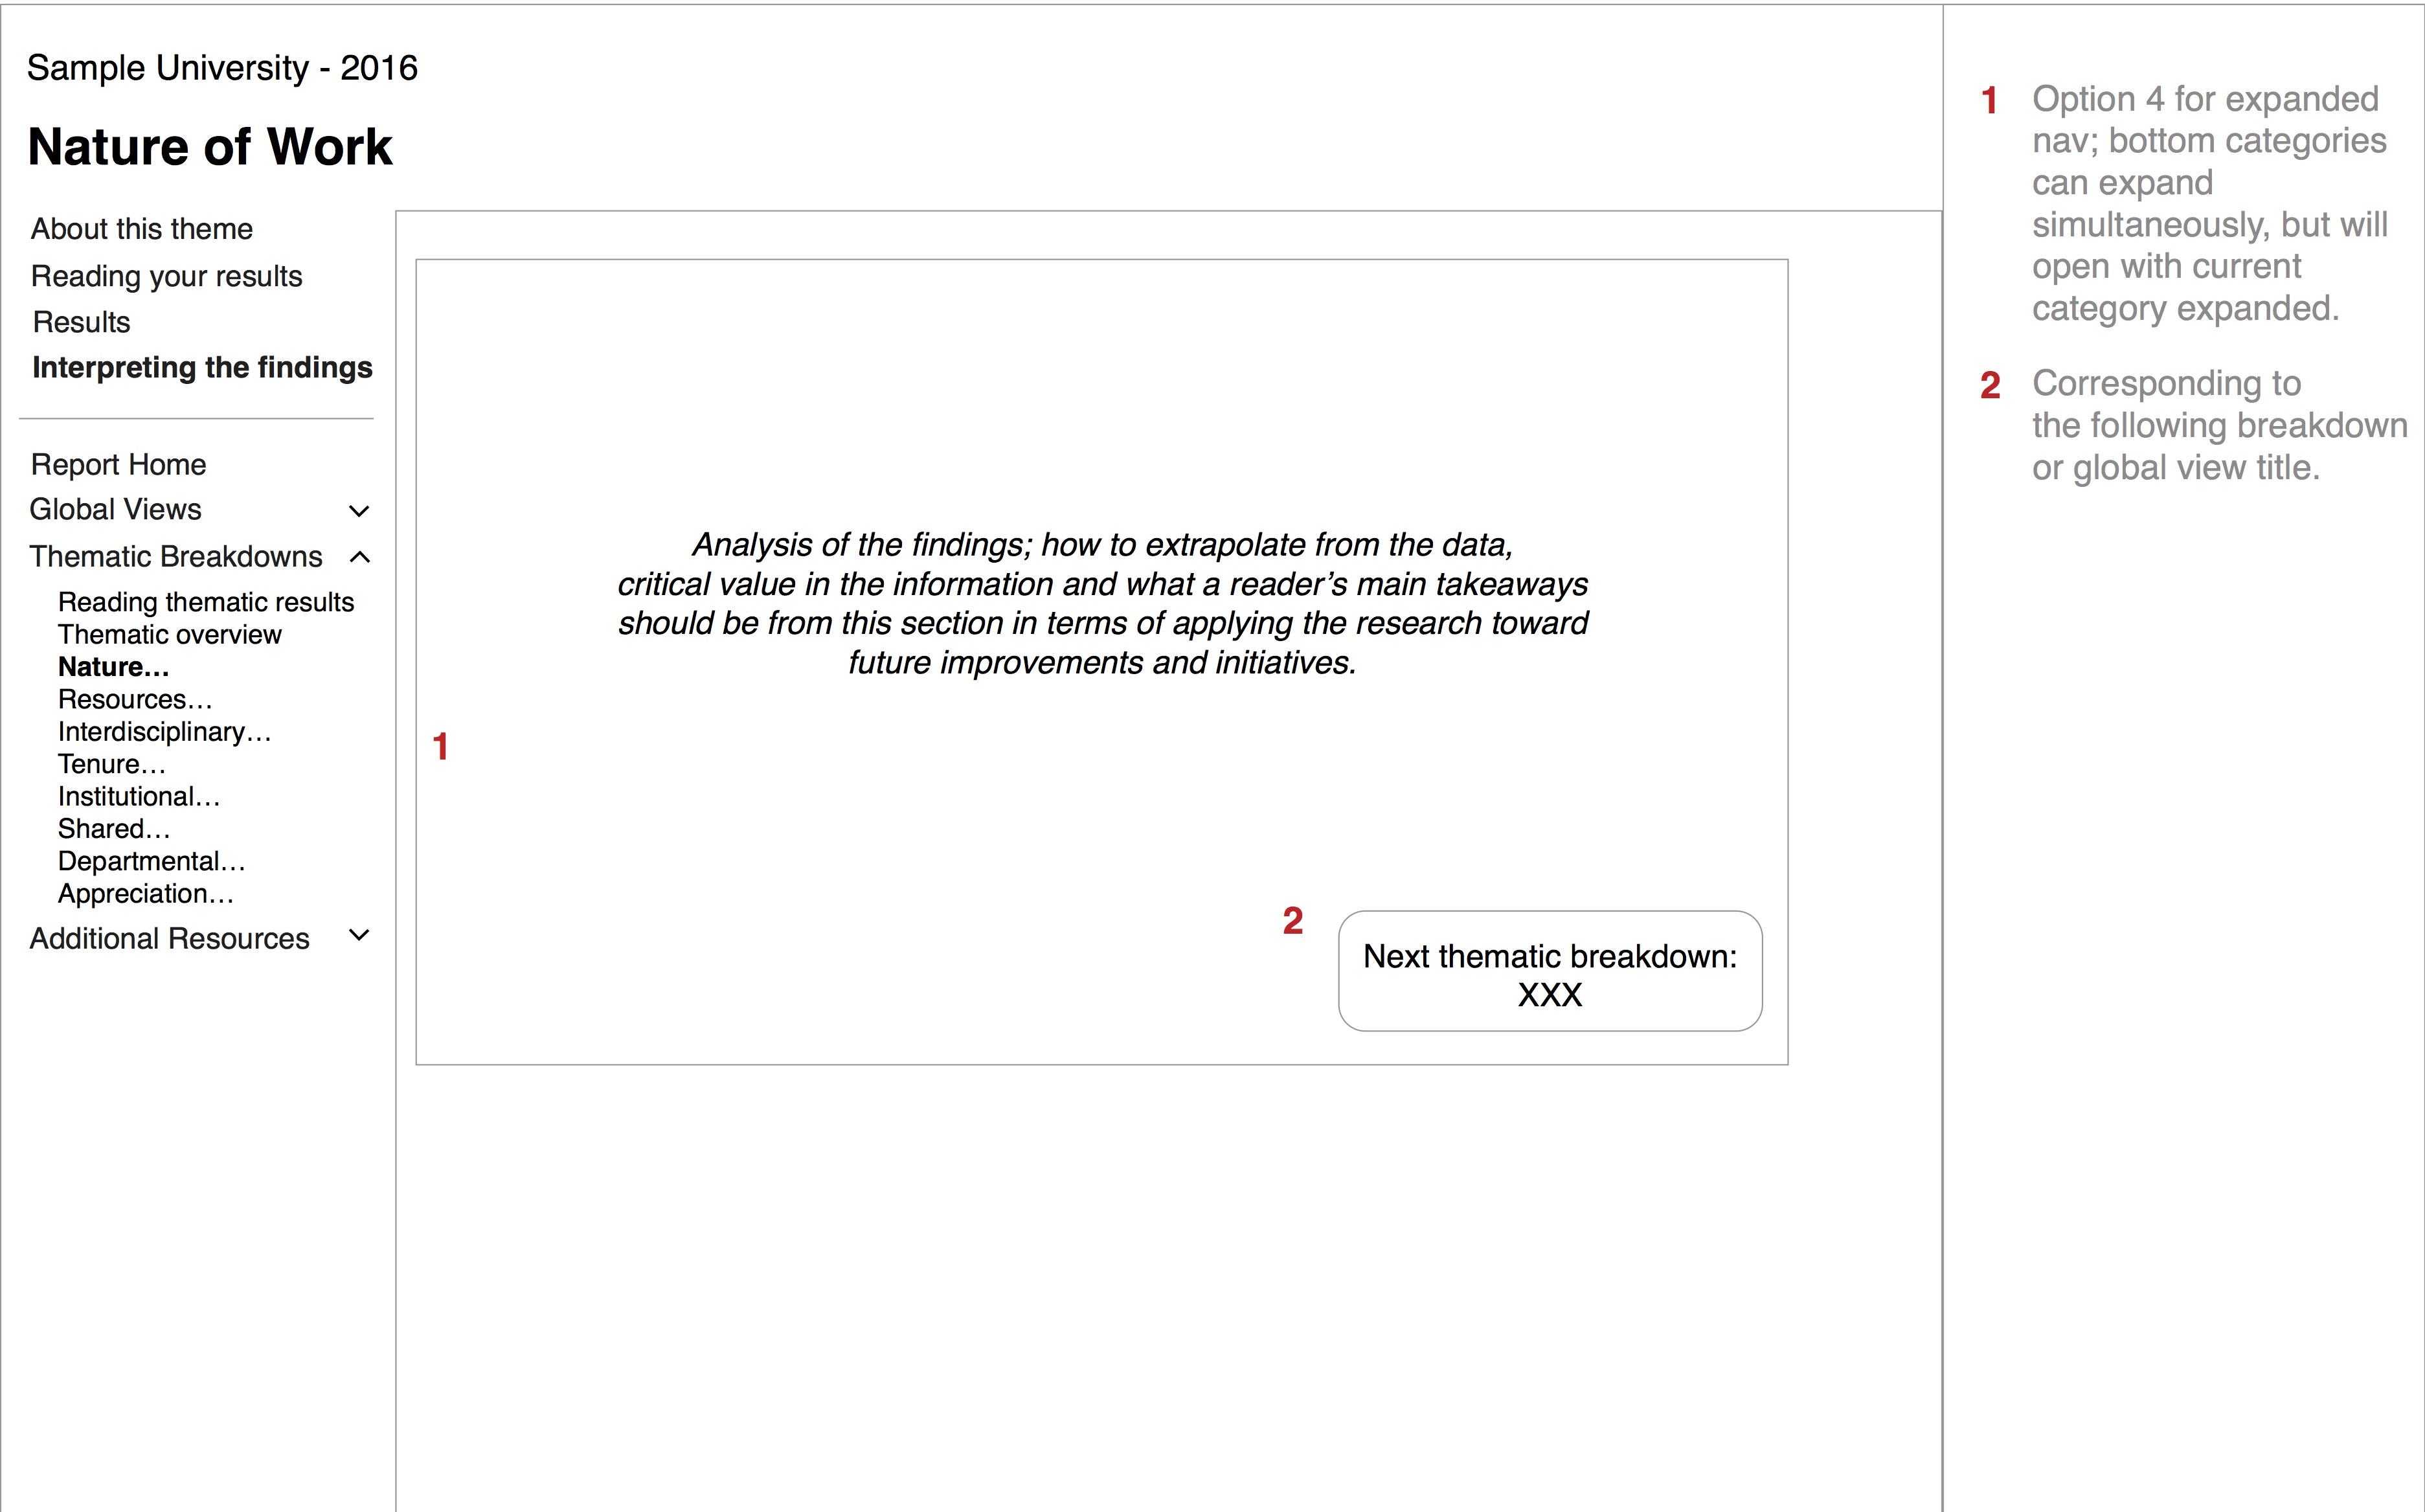 Sample University - 2016
Nature of Work
About this theme
Reading your results
Results
Interpreting the findings
Report Home
Global Views
Thematic Breakdowns
Reading thematic results
Thematic overview
Nature…
Resources…
Interdisciplinary…
Tenure…
Institutional…
Shared…
Departmental…
Appreciation…
Additional Resources
Analysis of the findings; how to extrapolate from the data,
critical value in the information and what a reader’s main takeaways
should be from this section in terms of applying the research toward
future improvements and initiatives.
1
2
Next thematic breakdown:
XXX
1 Option 4 for expanded
nav; bottom categories
can expand
simultaneously, but will
open with current
category expanded.
2 Corresponding to
the following breakdown
or global view title.